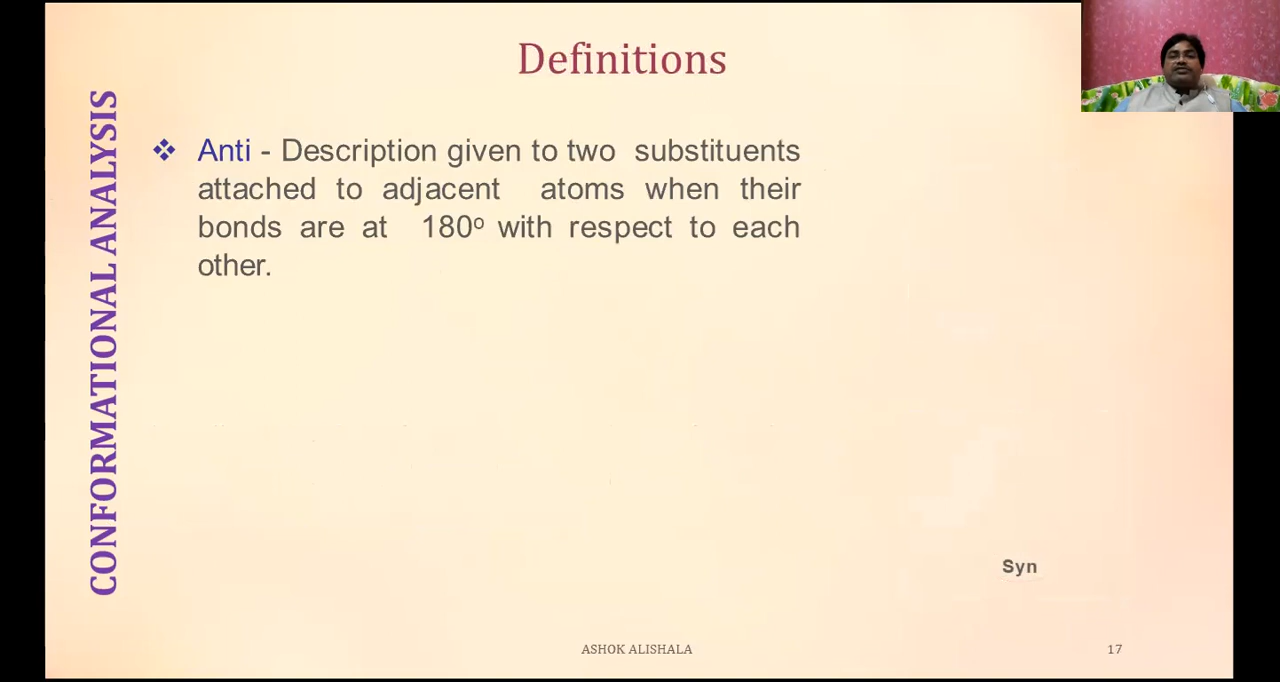 Definitions
CONFORMATIONAL ANALYSIS
❖ Anti - Description given to two substituents
attached to adjacent atoms when their
bonds are at 180º with respect to each
other.
Syn
ASHOK ALISHALA
17